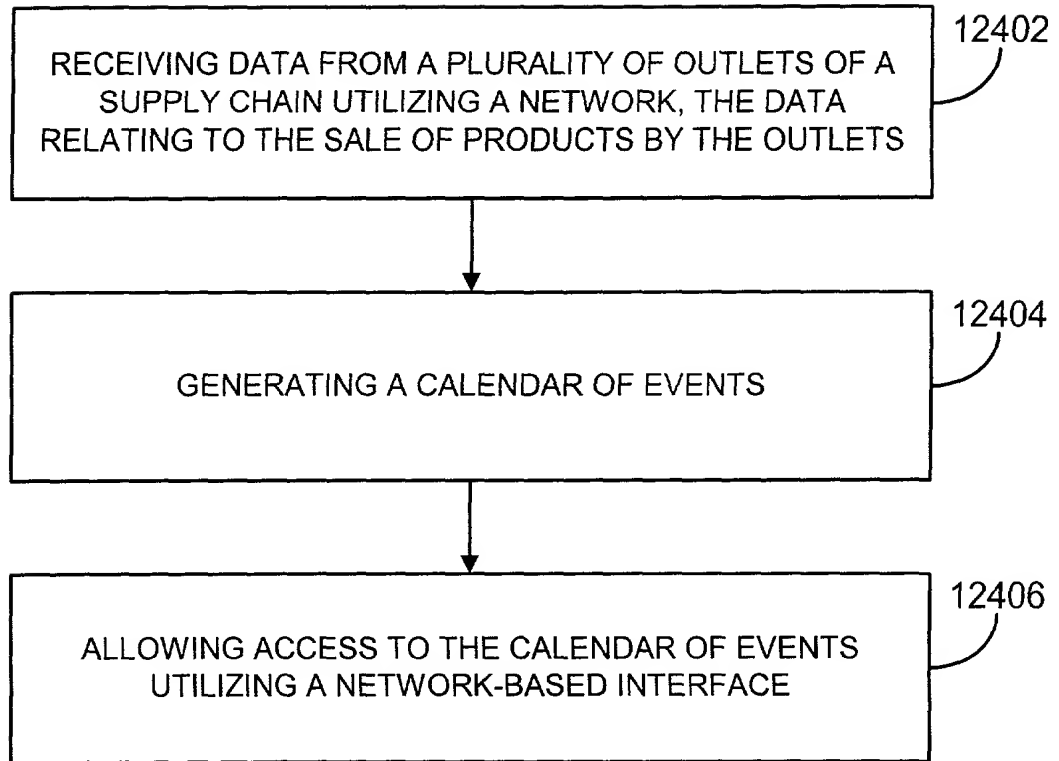 12402
RECEIVING DATA FROM A PLURALITY OF OUTLETS OF A
SUPPLY CHAIN UTILIZING A NETWORK, THE DATA
RELATING TO THE SALE OF PRODUCTS BY THE OUTLETS
12404
GENERATING A CALENDAR OF EVENTS
12406
ALLOWING ACCESS TO THE CALENDAR OF EVENTS
UTILIZING A NETWORK-BASED INTERFACE